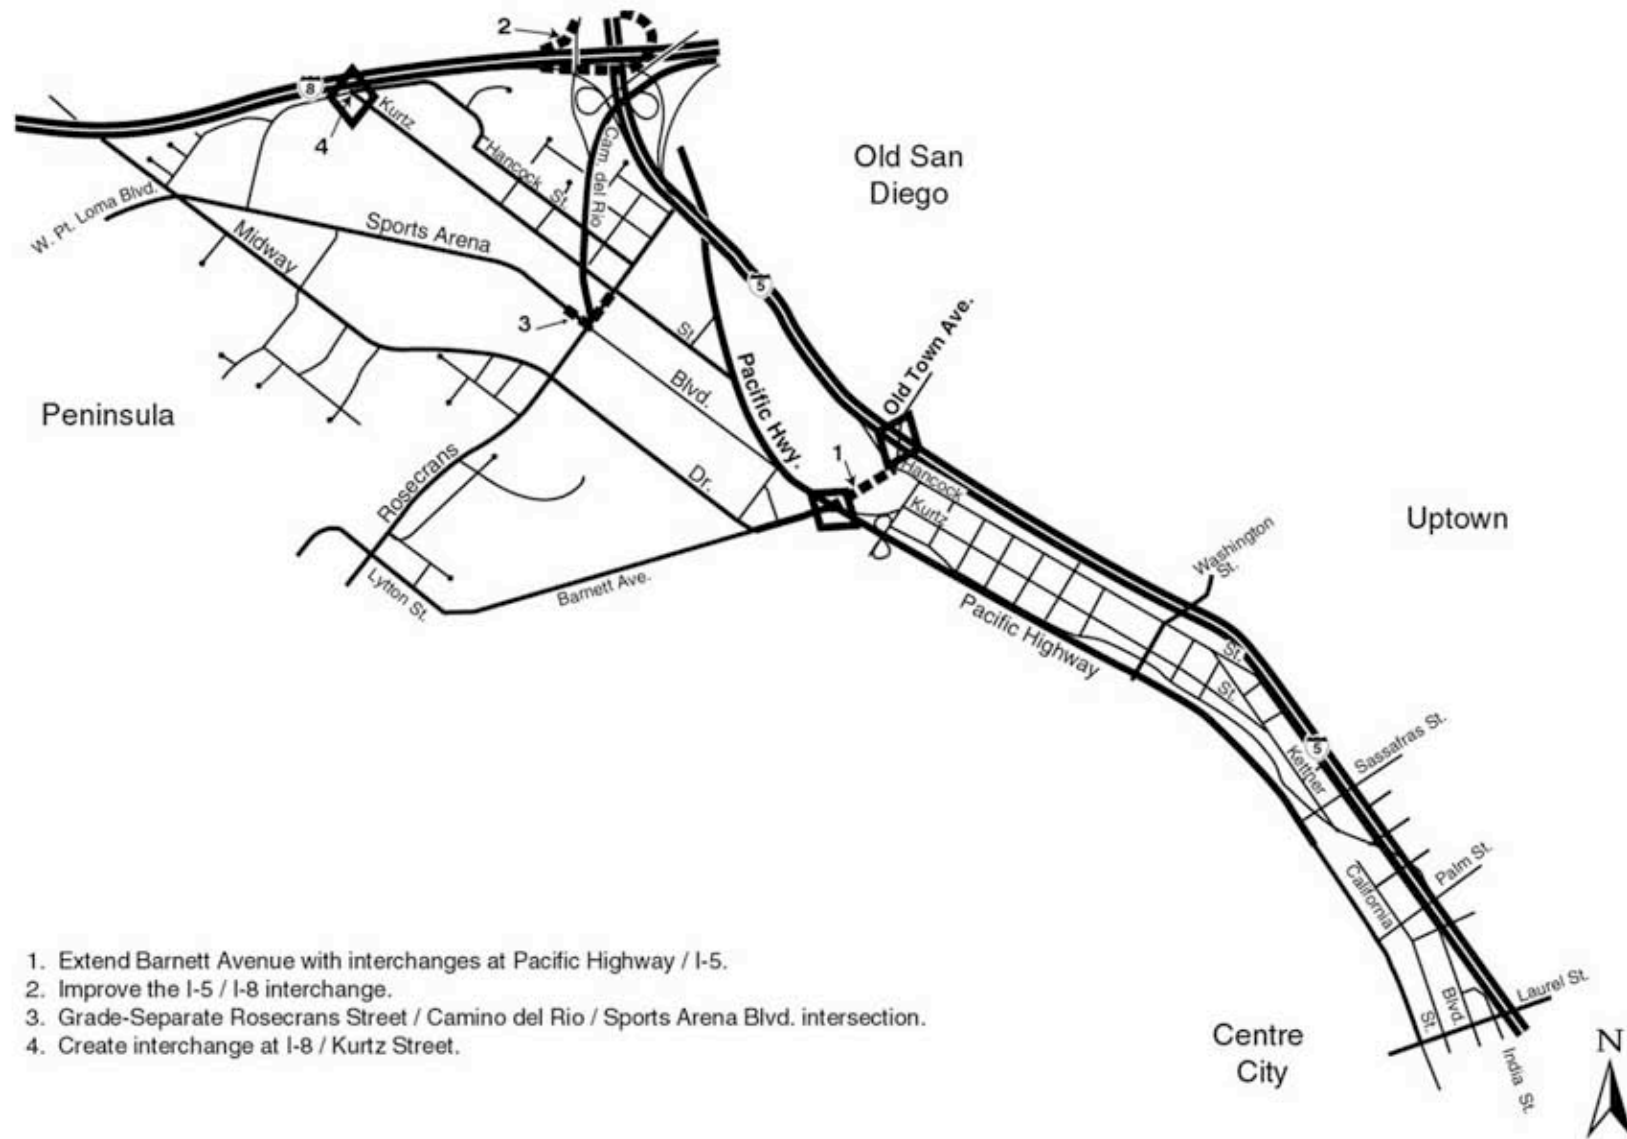 2
8
4
Kurtz
Hancock St.
Cam. del Rio
Old San
Diego
W. Pt. Loma Blvd.
Sports Arena
Midway
5
3
St.
Old Town Ave.
Pacific Hwy.
Blvd.
Peninsula
1
Dr.
Rosecrans
Hancock
Kurtz
Uptown
Washington
St.
Lytton St.
Barnett Ave.
Pacific Highway
St.
St.
5
Sassafras St.
Kettner
Palm St.
California
Laurel St.
Blvd.
St.
India St.
1. Extend Barnett Avenue with interchanges at Pacific Highway / I-5.
2. Improve the I-5 / I-8 interchange.
3. Grade-Separate Rosecrans Street / Camino del Rio / Sports Arena Blvd. intersection.
4. Create interchange at I-8 / Kurtz Street.
Centre
City
N